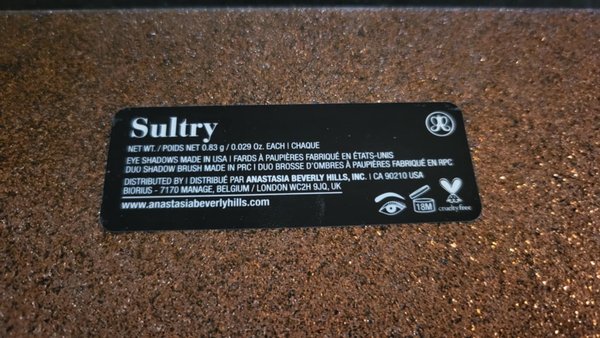 Sultry
NET WT. / POIDS NET 0.83 g / 0.029 Oz. EACH | CHAQUE
EYE SHADOWS MADE IN USA | FARDS À PAUPIÈRES FABRIQUÉ EN ÉTATS-UNIS
DUO SHADOW BRUSH MADE IN PRC | DUO BROSSE D'OMBRES À PAUPIÈRES FABRIQUÉ EN RPC
DISTRIBUTED BY | DISTRIBUÉ PAR ANASTASIA BEVERLY HILLS, INC. | CA 90210 USA
BIORIUS - 7170 MANAGE, BELGIUM / LONDON WC2H 9JQ, UK
www.anastasiabeverlyhills.com
18M
crueltyfree